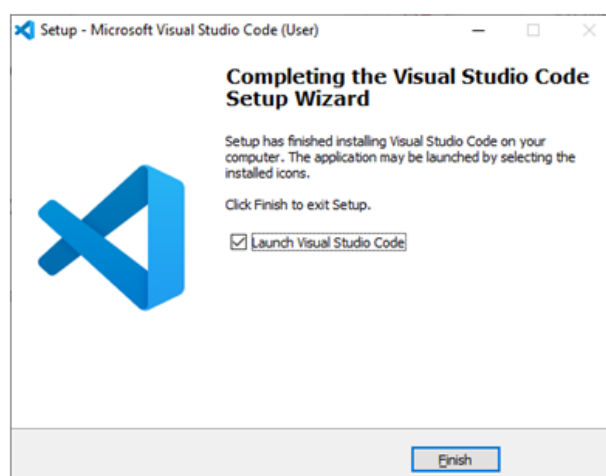 Setup - Microsoft Visual Studio Code (User)
Completing the Visual Studio Code
Setup Wizard
Setup has finished installing Visual Studio Code on your
computer. The application may be launched by selecting the
installed icons.
Click Finish to exit Setup.
Launch Visual Studio Code
Finish